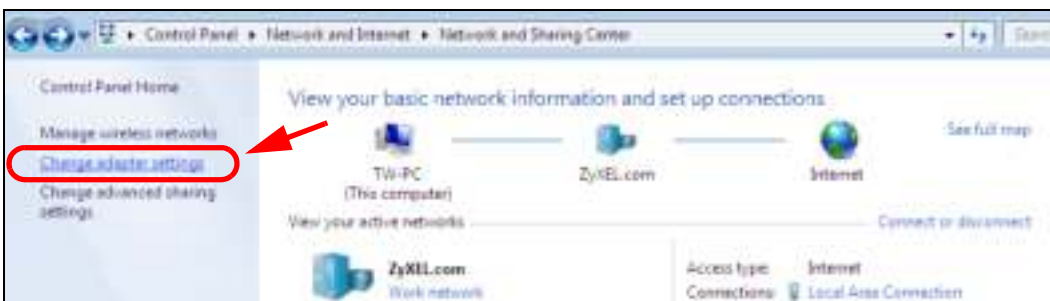 Control Panel ▸ Network and Internet ▸ Network and Sharing Center
Control Panel Home
Manage wireless networks
Change adapter settings
Change advanced sharing
settings
View your basic network information and set up connections
See full map
TW-PC
(This computer)
ZyXEL.com
Internet
View your active networks
Connect or disconnect
ZyXEL.com
Work network
Access type: Internet
Connections: Local Area Connection